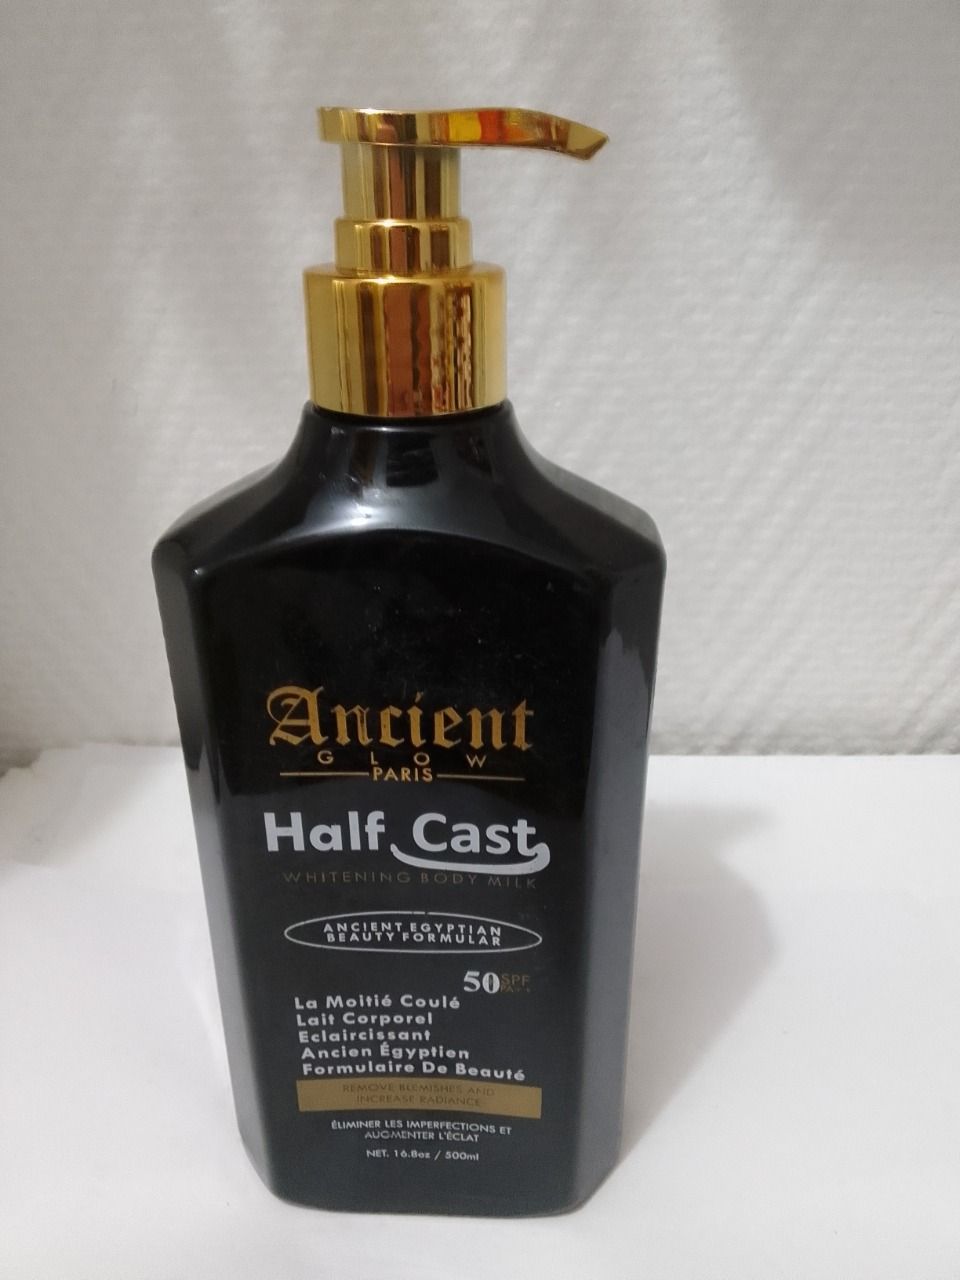 Ancient
GLOW
PARIS
Half Cast
WHITENING BODY MILK
ANCIENT EGYPTIAN
BEAUTY FORMULAR
50 SPF
PA++
La Moitié Coulé
Lait Corporel
Eclaircissant
Ancien Égyptien
Formulaire De Beauté
REMOVE BLEMISHES AND
INCREASE RADIANCE
ÉLIMINER LES IMPERFECTIONS ET
AUGMENTER L'ÉCLAT
NET. 16.8oz / 500ml